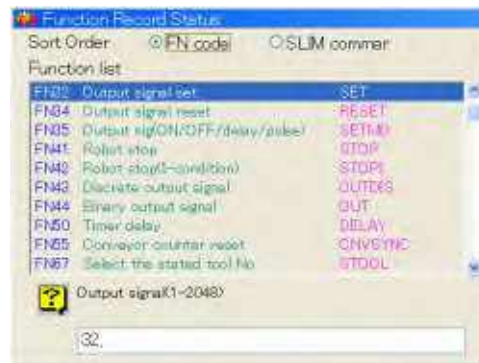 Function Record Status
Sort Order FN code SLIM commar
Function list
FN32 Output signal set SET
FN34 Output signal reset RESET
FN35 Output sig(ON/OFF/delay/pulse) SETMD
FN41 Robot stop STOP
FN42 Robot stop(I-condition) STOPI
FN43 Discrete output signal OUTDIS
FN44 Binary output signal OUT
FN50 Timer delay DELAY
FN55 Conveyor counter reset CNVSYNC
FN67 Select the stated tool No STOOL
Output signal(1-2048)
32,